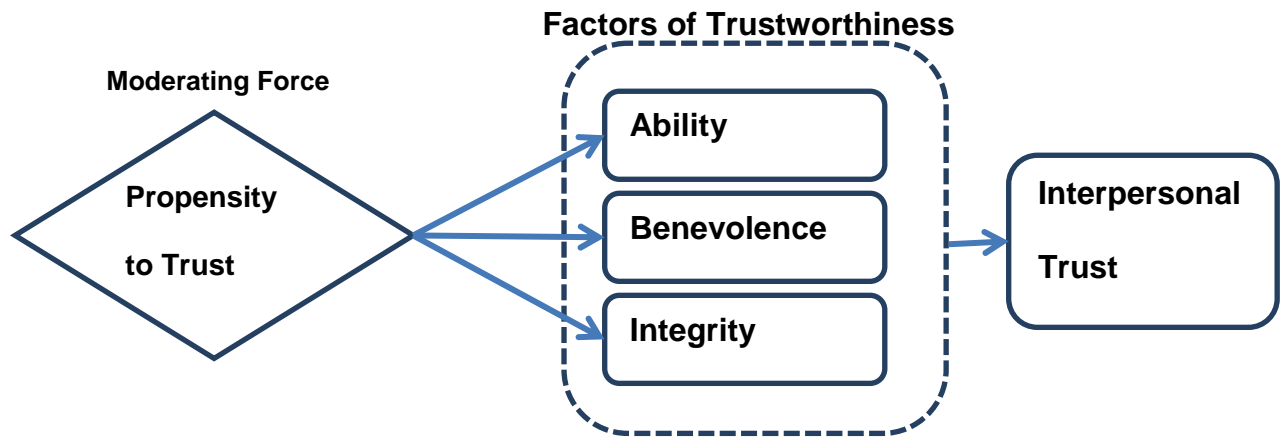 Factors of Trustworthiness
Moderating Force
Propensity
to Trust
Ability
Benevolence
Integrity
Interpersonal
Trust